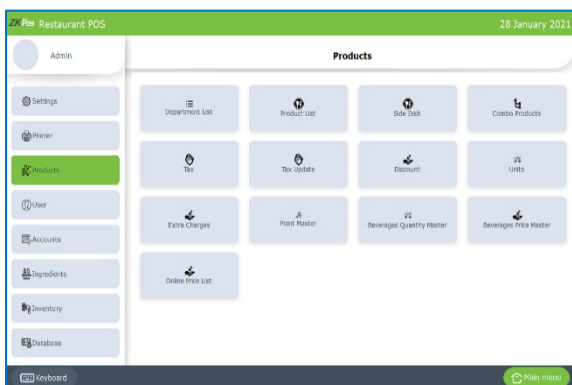 ZKPos Restaurant POS
28 January 2021
Admin
Products
Settings
Printer
Products
User
Accounts
Ingredients
Inventory
Database
Department List
Product List
Side Dish
Combo Products
Tax
Tax Update
Discount
Units
Extra Charges
Point Master
Beverages Quantity Master
Beverages Price Master
Online Price List
Keyboard
Main menu